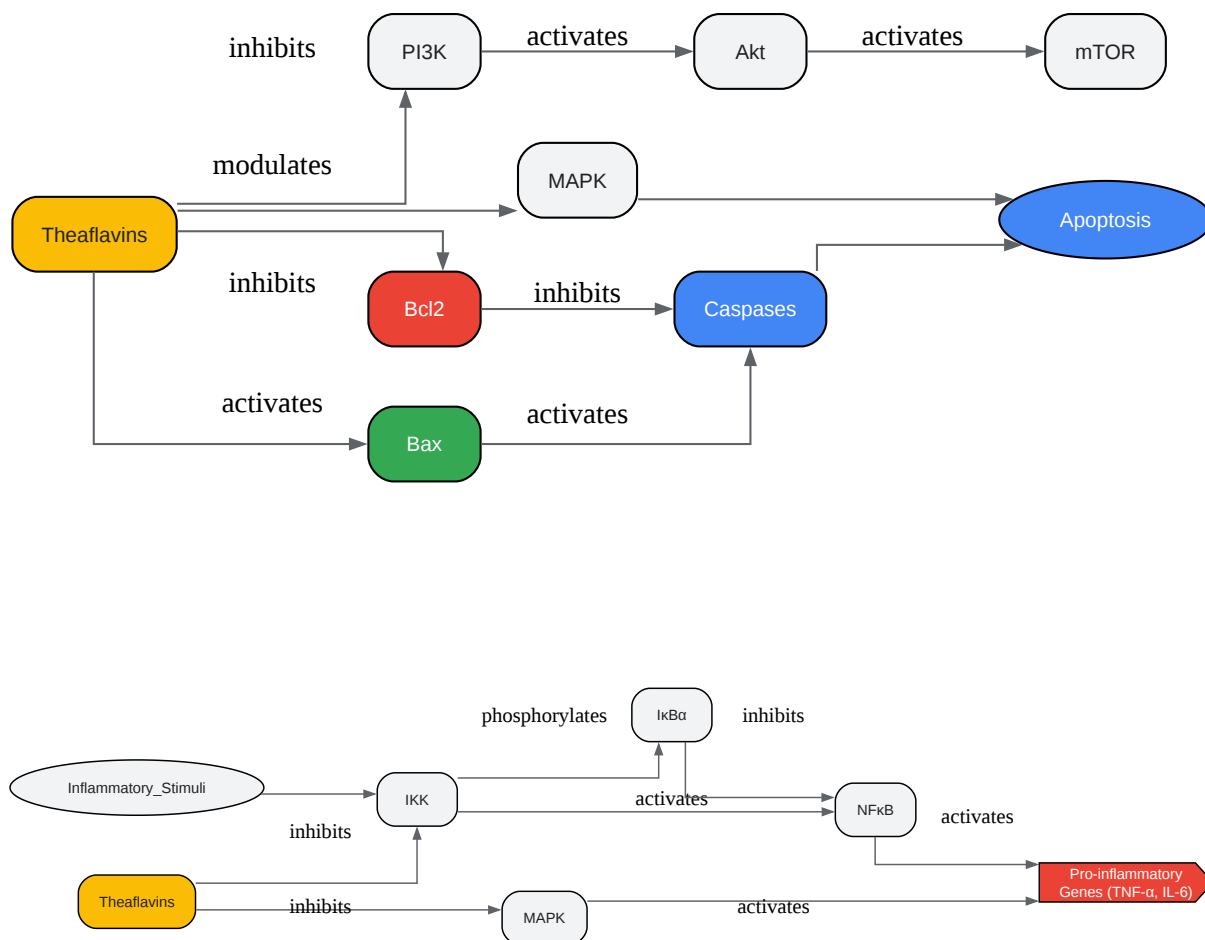 inhibits
PI3K
activates
Akt
activates
mTOR
modulates
MAPK
Theaflavins
Apoptosis
inhibits
Bcl2
inhibits
Caspases
activates
Bax
activates
phosphorylates
IκBα
inhibits
Inflammatory_Stimuli
IKK
activates
NFκB
inhibits
activates
Theaflavins
inhibits
MAPK
activates
Pro-inflammatory
Genes (TNF-α, IL-6)